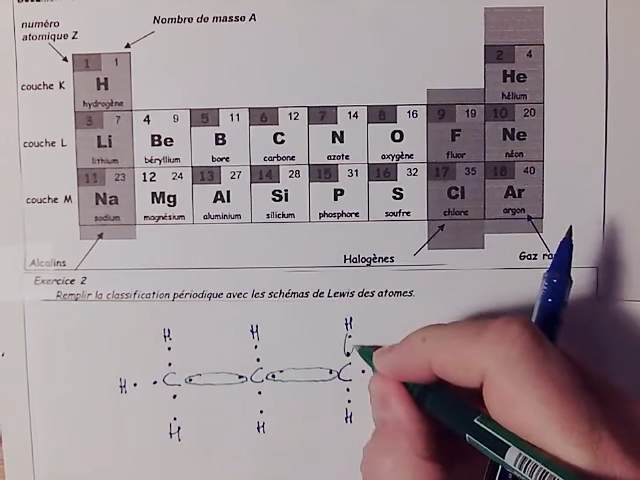 numéro
atomique Z
Nombre de masse A
1 1 2 4
couche K H He
hydrogène hélium
3 7 4 9 5 11 6 12 7 14 8 16 9 19 10 20
couche L Li Be B C N O F Ne
lithium béryllium bore carbone azote oxygène fluor néon
11 23 12 24 13 27 14 28 15 31 16 32 17 35 18 40
couche M Na Mg Al Si P S Cl Ar
sodium magnésium aluminium silicium phosphore soufre chlore argon
Alcalins Halogènes Gaz
Exercice 2
Remplir la classification périodique avec les schémas de Lewis des atomes.
H H H
H C C C
H H H